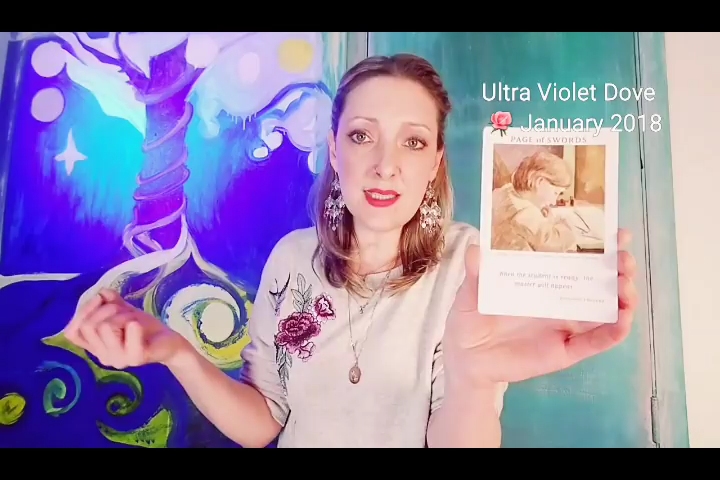 Ultra Violet Dove
🌹 January 2018
PAGE of SWORDS
When the student is ready, the
master will appear.